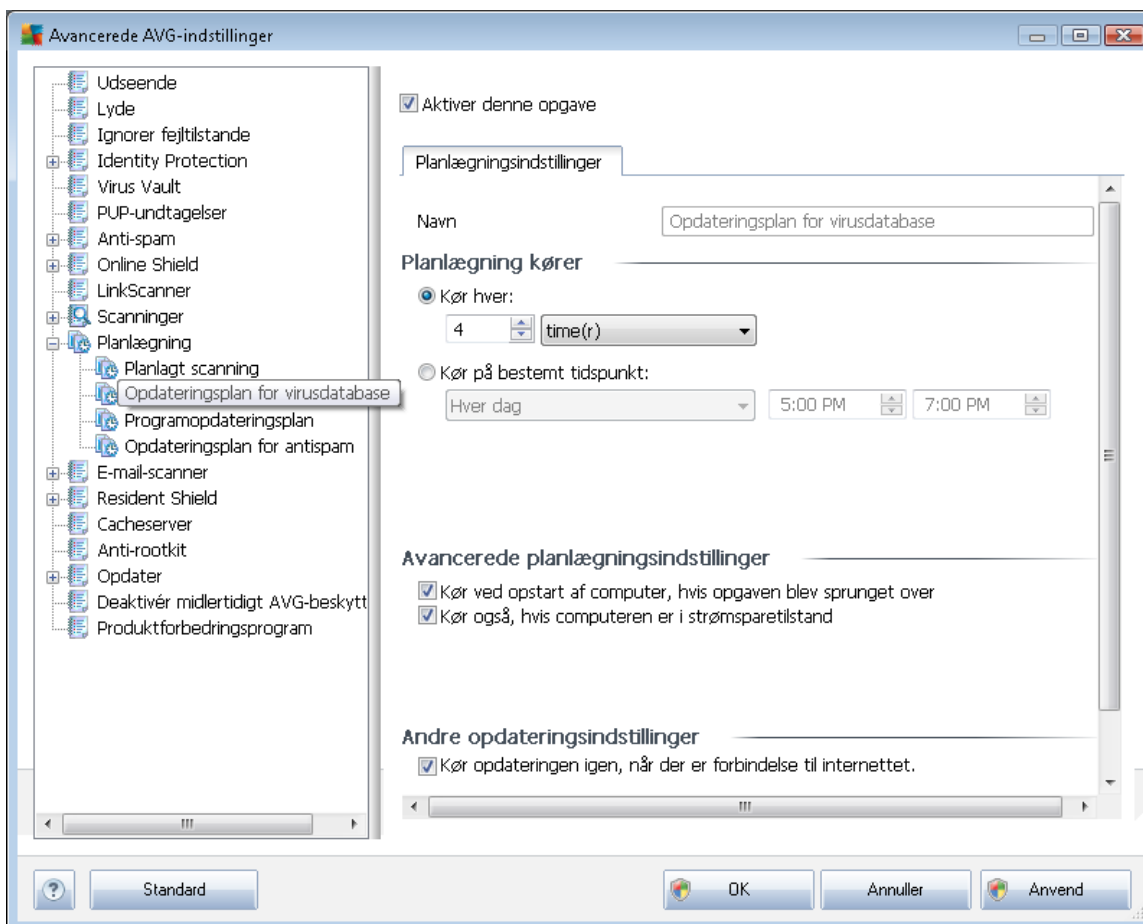 Avancerede AVG-indstillinger
Udseende
Lyde
Ignorer fejltilstande
Identity Protection
Virus Vault
PUP-undtagelser
Anti-spam
Online Shield
LinkScanner
Scanninger
Planlægning
Planlagt scanning
Opdateringsplan for virusdatabase
Programopdateringsplan
Opdateringsplan for antispam
E-mail-scanner
Resident Shield
Cacheserver
Anti-rootkit
Opdater
Deaktivér midlertidigt AVG-beskytt
Produktforbedringsprogram
Aktiver denne opgave
Planlægningsindstillinger
Navn Opdateringsplan for virusdatabase
Planlægning kører
Kør hver:
4 time(r)
Kør på bestemt tidspunkt:
Hver dag 5:00 PM 7:00 PM
Avancerede planlægningsindstillinger
Kør ved opstart af computer, hvis opgaven blev sprunget over
Kør også, hvis computeren er i strømsparetilstand
Andre opdateringsindstillinger
Kør opdateringen igen, når der er forbindelse til internettet.
? Standard OK Annuller Anvend